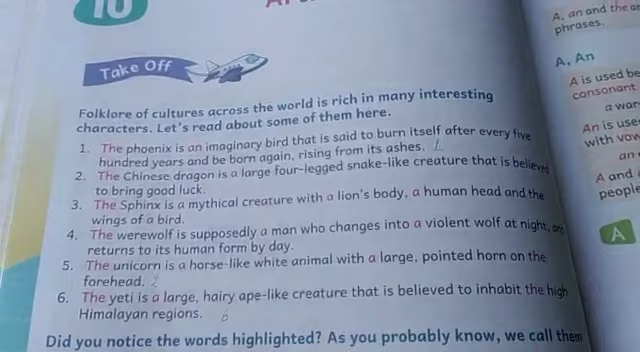 10
Take Off
Folklore of cultures across the world is rich in many interesting
characters. Let's read about some of them here.
1. The phoenix is an imaginary bird that is said to burn itself after every five
hundred years and be born again, rising from its ashes. 1
2. The Chinese dragon is a large four-legged snake-like creature that is believed
to bring good luck.
3. The Sphinx is a mythical creature with a lion's body, a human head and the
wings of a bird.
4. The werewolf is supposedly a man who changes into a violent wolf at night, and
returns to its human form by day.
5. The unicorn is a horse-like white animal with a large, pointed horn on the
forehead. 2
6. The yeti is a large, hairy ape-like creature that is believed to inhabit the high
Himalayan regions. 6
Did you notice the words highlighted? As you probably know, we call them
A, an and the
phrases.
A, An
A is used be
consonant
a war
An is use
with vow
an
A and
people
A